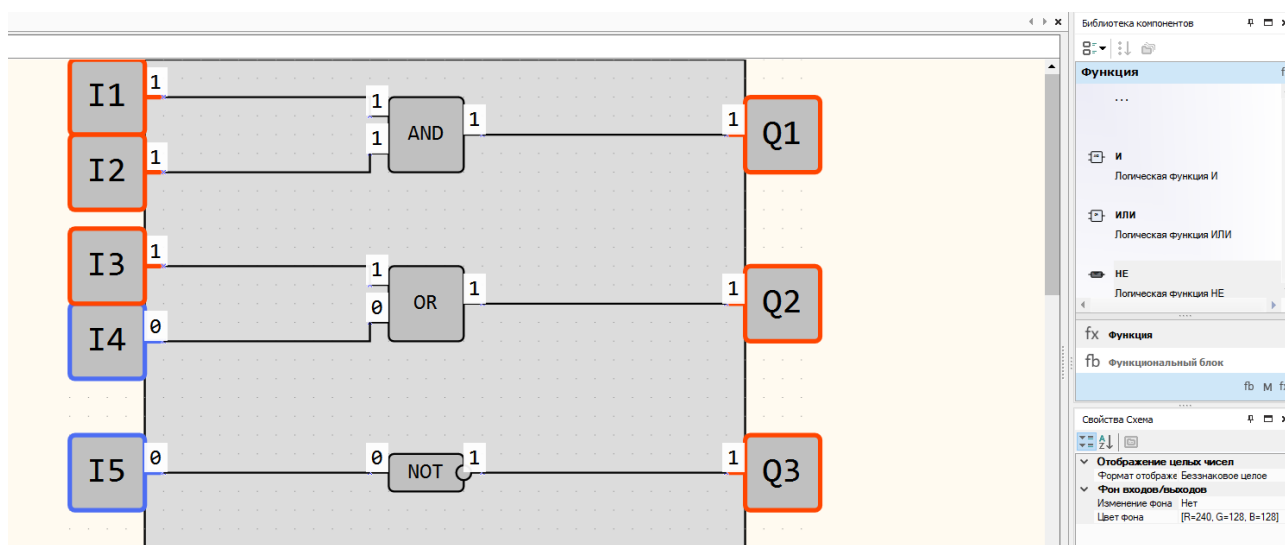 Библиотека компонентов
Функция
...
И
Логическая функция И
ИЛИ
Логическая функция ИЛИ
НЕ
Логическая функция НЕ
fx Функция
fb Функциональный блок
fb M
Свойства Схема
Отображение целых чисел
Формат отображе Беззнаковое целое
Фон входов/выходов
Изменение фона Нет
Цвет фона [R=240, G=128, B=128]
I1 1
1
AND
1
1
Q1
I2 1
1
I3 1
1
OR
1
1
Q2
I4 0
0
I5 0
0
NOT
1
1
Q3